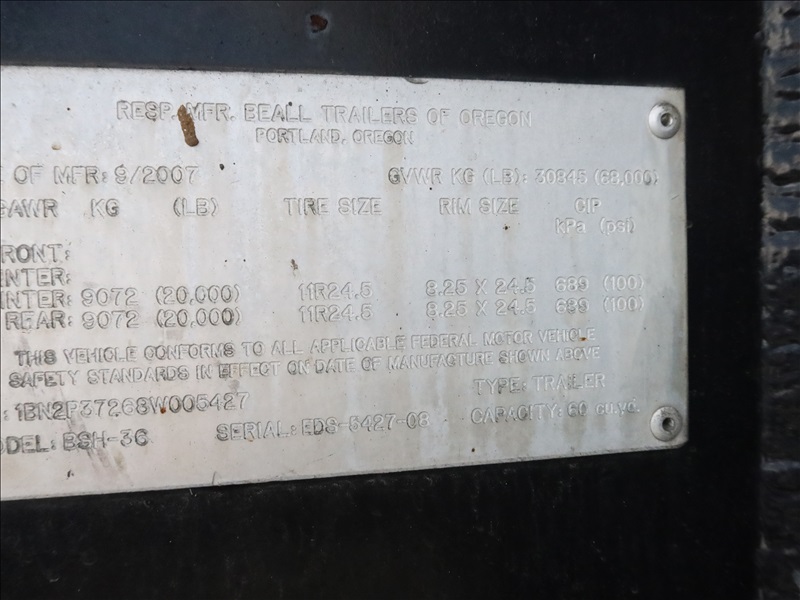 RESP. MFR. BEALL TRAILERS OF OREGON
PORTLAND, OREGON
OF MFR: 9/2007 GVWR KG (LB): 30845 (68,000)
GAWR KG (LB) TIRE SIZE RIM SIZE CIP
kPa (psi)
RONT:
ENTER:
ENTER: 9072 (20,000) 11R24.5 8.25 X 24.5 689 (100)
REAR: 9072 (20,000) 11R24.5 8.25 X 24.5 689 (100)
THIS VEHICLE CONFORMS TO ALL APPLICABLE FEDERAL MOTOR VEHICLE
SAFETY STANDARDS IN EFFECT ON DATE OF MANUFACTURE SHOWN ABOVE
: 1BN2P37268W005427 TYPE: TRAILER
ODEL: BSH-36 SERIAL: EDS-5427-08 CAPACITY: 60 cu.yd.